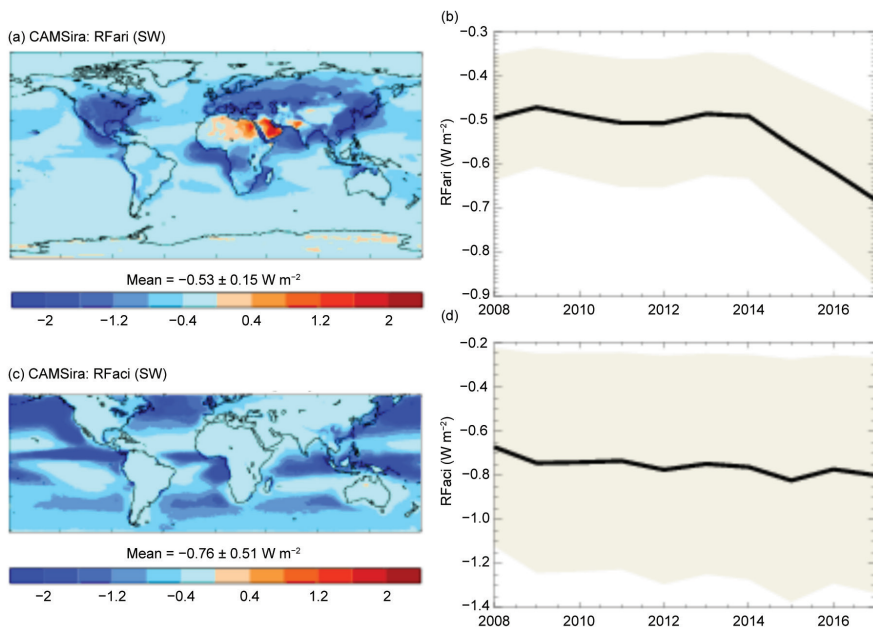 (a) CAMSira: RFari (SW)
Mean = −0.53 ± 0.15 W m⁻²
−2 −1.2 −0.4 0.4 1.2 2
(b)
−0.3
−0.4
−0.5
−0.6
−0.7
−0.8
−0.9
RFari (W m⁻²)
2008 2010 2012 2014 2016
(c) CAMSira: RFaci (SW)
Mean = −0.76 ± 0.51 W m⁻²
−2 −1.2 −0.4 0.4 1.2 2
(d)
−0.2
−0.4
−0.6
−0.8
−1.0
−1.2
−1.4
RFaci (W m⁻²)
2008 2010 2012 2014 2016